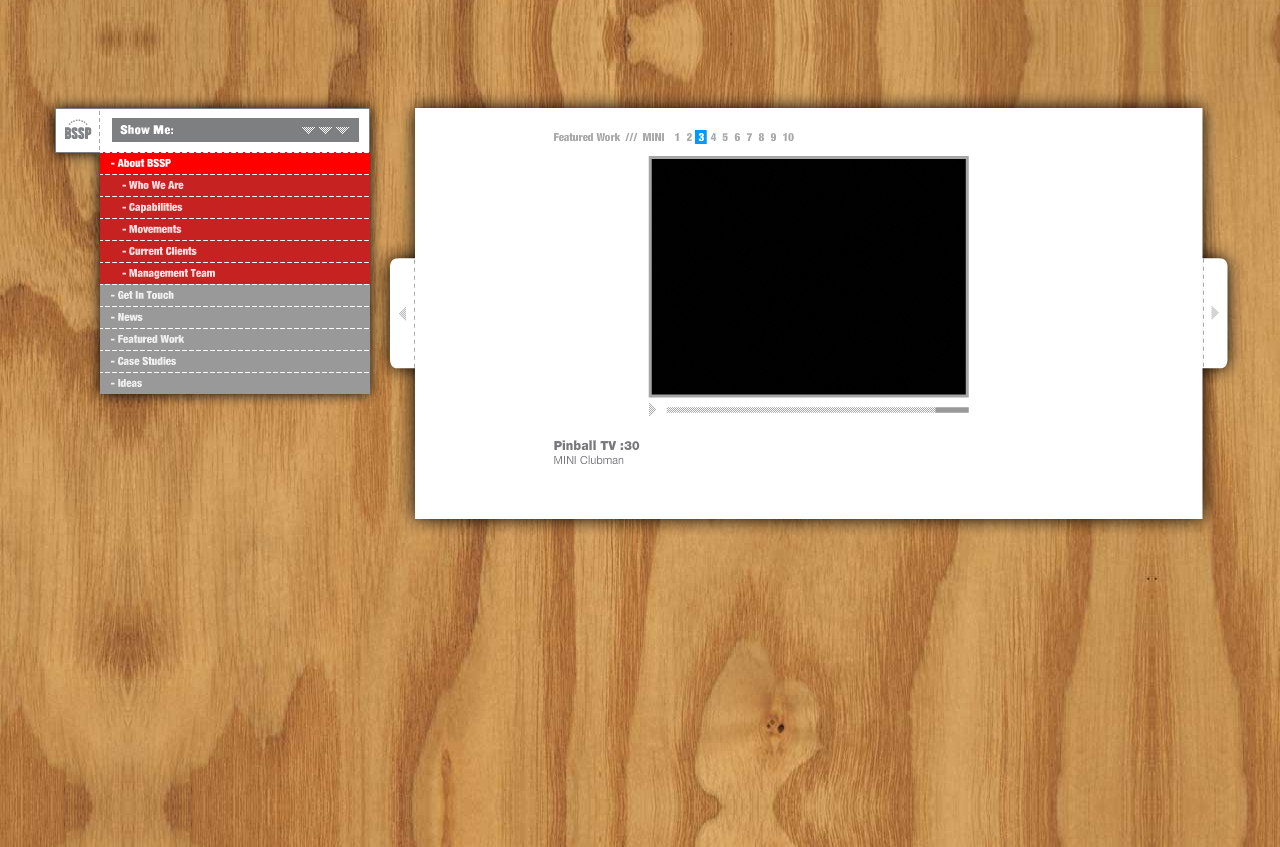 BSSP
Show Me:
- About BSSP
- Who We Are
- Capabilities
- Movements
- Current Clients
- Management Team
- Get In Touch
- News
- Featured Work
- Case Studies
- Ideas
Featured Work /// MINI 1 2 3 4 5 6 7 8 9 10
Pinball TV :30
MINI Clubman